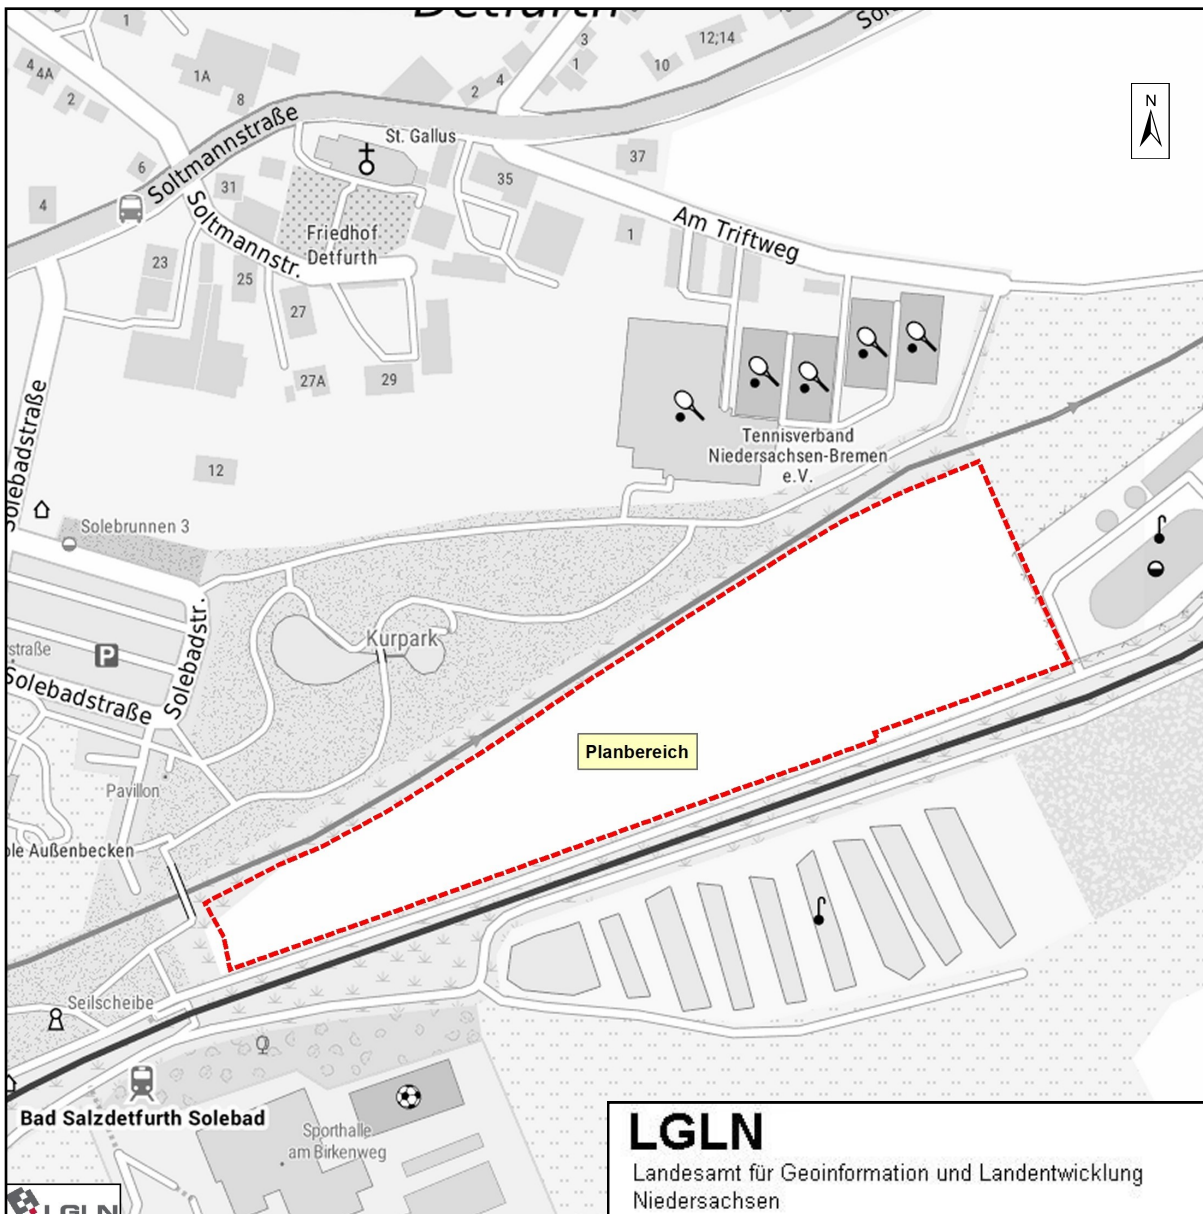 Detfurth
1
4
4A
2
1A
8
2
4
3
1
10
12;14
Sol
N
Soltmannstraße
St. Gallus
6
4
31
Soltmannstr.
Friedhof
Detfurth
35
37
1
Am Triftweg
23
25
27
27A
29
12
Tennisverband
Niedersachsen-Bremen
e.V.
Solebadstraße
Solebrunnen 3
straße
P
Solebadstr.
Solebadstraße
Kurpark
Planbereich
Pavillon
ole Außenbecken
Seilscheibe
Bad Salzdetfurth Solebad
Sporthalle
am Birkenweg
LGLN
Landesamt für Geoinformation und Landentwicklung
Niedersachsen
LGLN